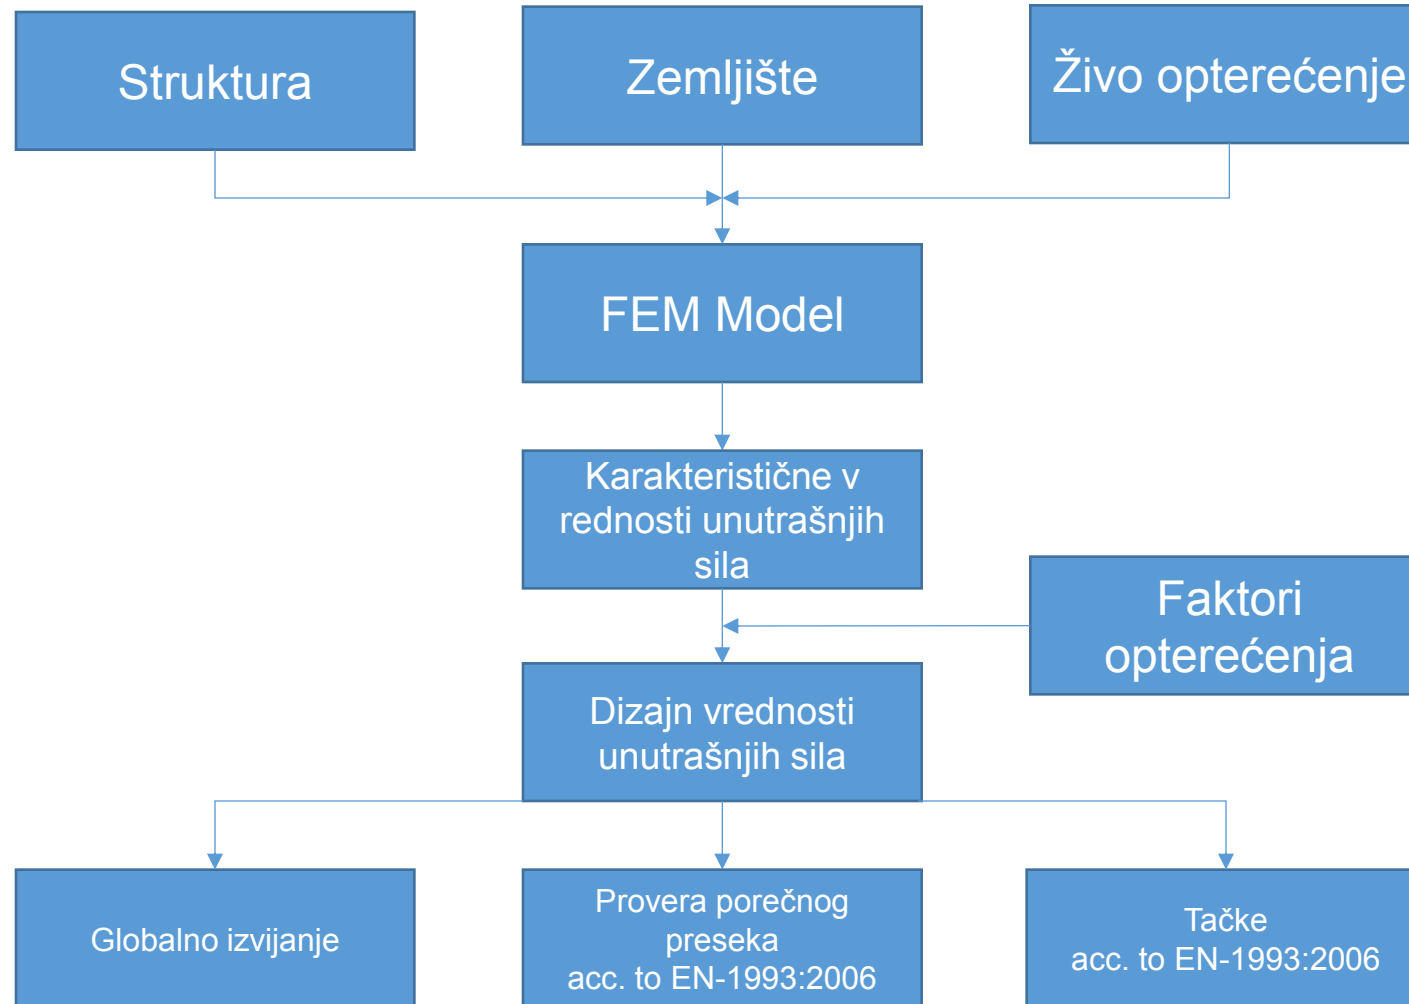 Struktura
Zemljište
Živo opterećenje
FEM Model
Karakteristične v
rednosti unutrašnjih
sila
Faktori
opterećenja
Dizajn vrednosti
unutrašnjih sila
Globalno izvijanje
Provera porečnog
preseka
acc. to EN-1993:2006
Tačke
acc. to EN-1993:2006